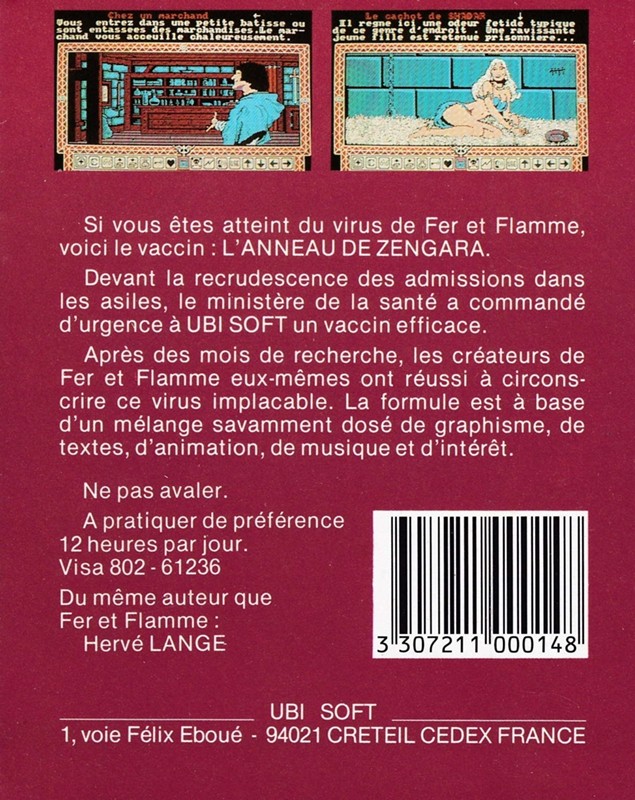 Chez un marchand
Vous entrez dans une petite batisse ou
sont entassées des marchandises.Le mar-
chand vous acceuille chaleureusement.
Le cachot de SHADAR
Il regne ici une odeur fetide typique
de ce genre d'endroit . Une ravissante
jeune fille est retenue prisonniere...
Si vous êtes atteint du virus de Fer et Flamme,
voici le vaccin : L'ANNEAU DE ZENGARA.
Devant la recrudescence des admissions dans
les asiles, le ministère de la santé a commandé
d'urgence à UBI SOFT un vaccin efficace.
Après des mois de recherche, les créateurs de
Fer et Flamme eux-mêmes ont réussi à circons-
crire ce virus implacable. La formule est à base
d'un mélange savamment dosé de graphisme, de
textes, d'animation, de musique et d'intérêt.
Ne pas avaler.
A pratiquer de préférence
12 heures par jour.
Visa 802 - 61236
Du même auteur que
Fer et Flamme :
Hervé LANGE
3 307211 000148
UBI SOFT
1, voie Félix Eboué - 94021 CRETEIL CEDEX FRANCE